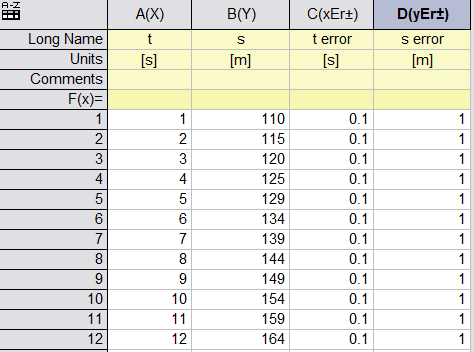 A-Z A(X) B(Y) C(xEr±) D(yEr±)
Long Name t s t error s error
Units [s] [m] [s] [m]
Comments
F(x)=
1 1 110 0.1 1
2 2 115 0.1 1
3 3 120 0.1 1
4 4 125 0.1 1
5 5 129 0.1 1
6 6 134 0.1 1
7 7 139 0.1 1
8 8 144 0.1 1
9 9 149 0.1 1
10 10 154 0.1 1
11 11 159 0.1 1
12 12 164 0.1 1